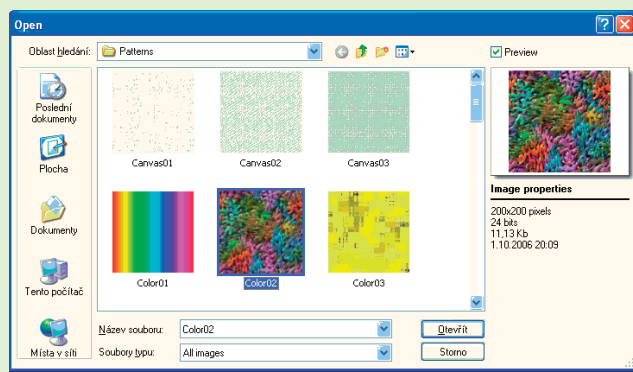 Open
Oblast hledání: Patterns
Preview
Poslední
dokumenty
Plocha
Dokumenty
Tento počítač
Místa v síti
Canvas01 Canvas02 Canvas03
Color01 Color02 Color03
Image properties
200x200 pixels
24 bits
11,13 Kb
1.10.2006 20:09
Název souboru: Color02
Otevřít
Soubory typu: All images
Storno